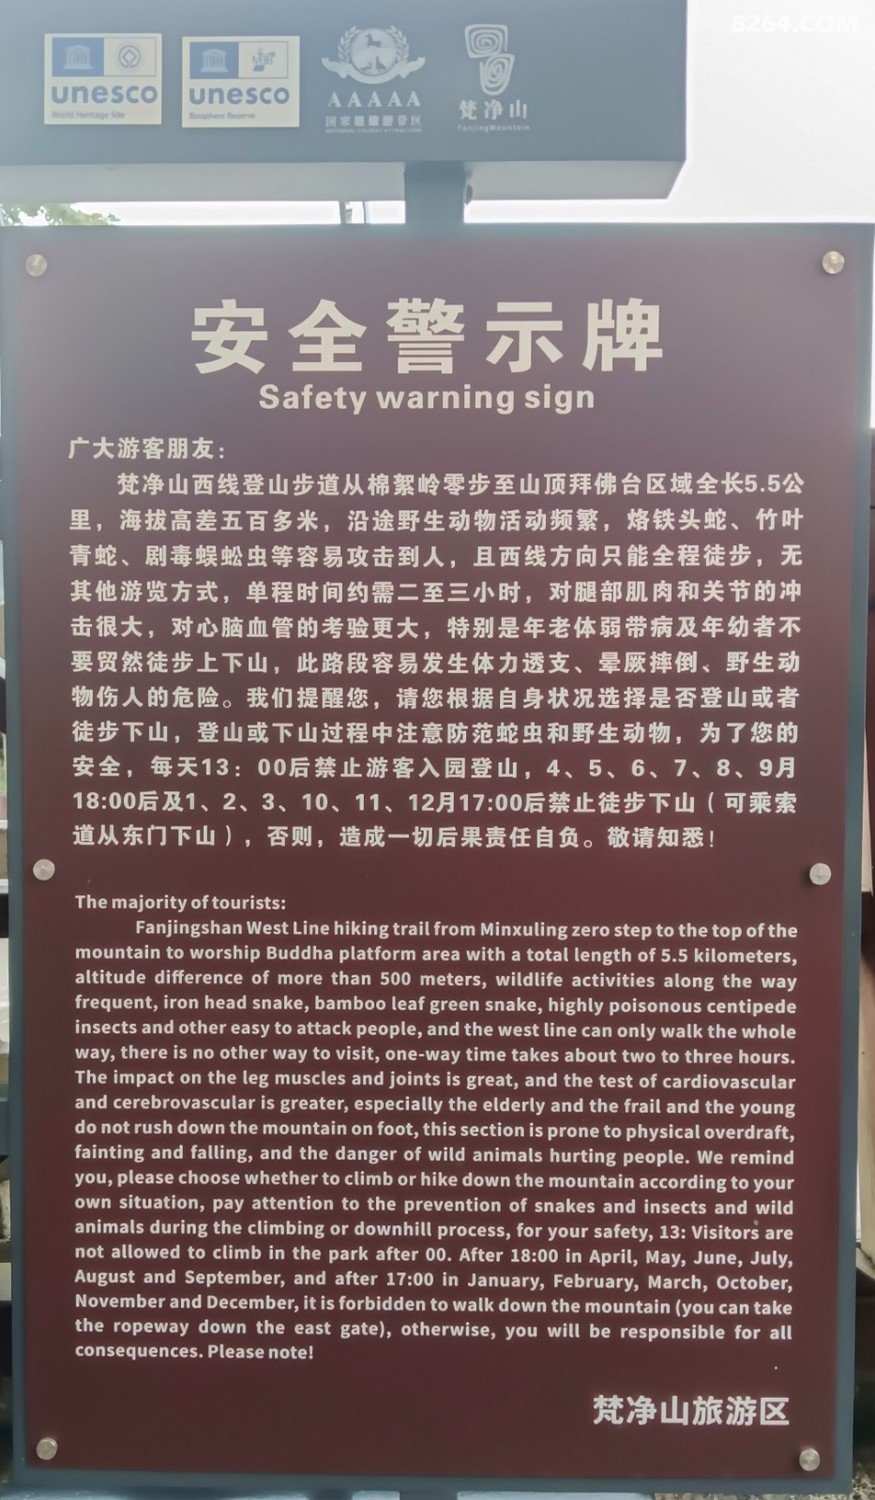 8264.COM
unesco
World Heritage Site
unesco
Biosphere Reserve
AAAAA
国家级旅游景区
NATIONAL TOURIST ATTRACTIONS
梵净山
FanjingMountain
安全警示牌
Safety warning sign
广大游客朋友：
梵净山西线登山步道从棉絮岭零步至山顶拜佛台区域全长5.5公
里，海拔高差五百多米，沿途野生动物活动频繁，烙铁头蛇、竹叶
青蛇、剧毒蜈蚣虫等容易攻击到人，且西线方向只能全程徒步，无
其他游览方式，单程时间约需二至三小时，对腿部肌肉和关节的冲
击很大，对心脑血管的考验更大，特别是年老体弱带病及年幼者不
要贸然徒步上下山，此路段容易发生体力透支、晕厥摔倒、野生动
物伤人的危险。我们提醒您，请您根据自身状况选择是否登山或者
徒步下山，登山或下山过程中注意防范蛇虫和野生动物，为了您的
安全，每天13：00后禁止游客入园登山，4、5、6、7、8、9月
18:00后及1、2、3、10、11、12月17:00后禁止徒步下山（可乘索
道从东门下山），否则，造成一切后果责任自负。敬请知悉！
The majority of tourists:
Fanjingshan West Line hiking trail from Minxuling zero step to the top of the
mountain to worship Buddha platform area with a total length of 5.5 kilometers,
altitude difference of more than 500 meters, wildlife activities along the way
frequent, iron head snake, bamboo leaf green snake, highly poisonous centipede
insects and other easy to attack people, and the west line can only walk the whole
way, there is no other way to visit, one-way time takes about two to three hours.
The impact on the leg muscles and joints is great, and the test of cardiovascular
and cerebrovascular is greater, especially the elderly and the frail and the young
do not rush down the mountain on foot, this section is prone to physical overdraft,
fainting and falling, and the danger of wild animals hurting people. We remind
you, please choose whether to climb or hike down the mountain according to your
own situation, pay attention to the prevention of snakes and insects and wild
animals during the climbing or downhill process, for your safety, 13: Visitors are
not allowed to climb in the park after 00. After 18:00 in April, May, June, July,
August and September, and after 17:00 in January, February, March, October,
November and December, it is forbidden to walk down the mountain (you can take
the ropeway down the east gate), otherwise, you will be responsible for all
consequences. Please note!
梵净山旅游区